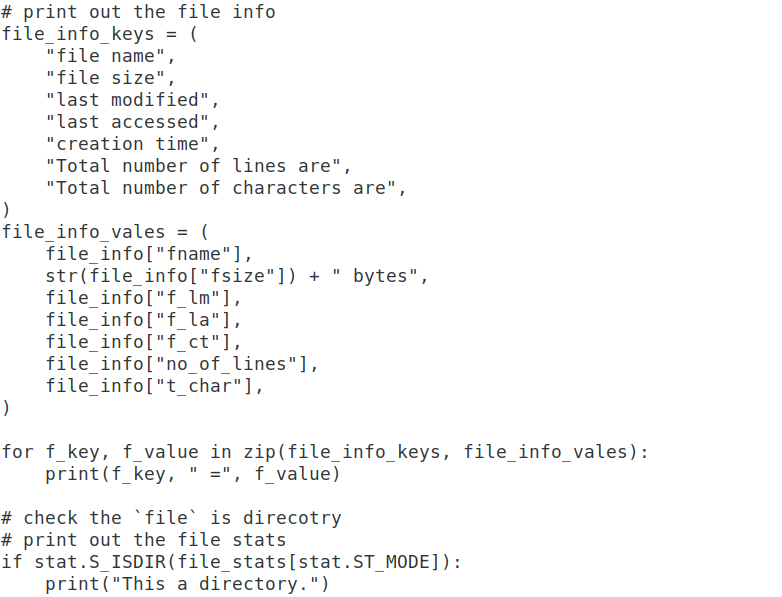 # print out the file info
file_info_keys = (
    "file name",
    "file size",
    "last modified",
    "last accessed",
    "creation time",
    "Total number of lines are",
    "Total number of characters are",
)
file_info_vales = (
    file_info["fname"],
    str(file_info["fsize"]) + " bytes",
    file_info["f_lm"],
    file_info["f_la"],
    file_info["f_ct"],
    file_info["no_of_lines"],
    file_info["t_char"],
)

for f_key, f_value in zip(file_info_keys, file_info_vales):
    print(f_key, " =", f_value)

# check the `file` is direcotry
# print out the file stats
if stat.S_ISDIR(file_stats[stat.ST_MODE]):
    print("This a directory.")